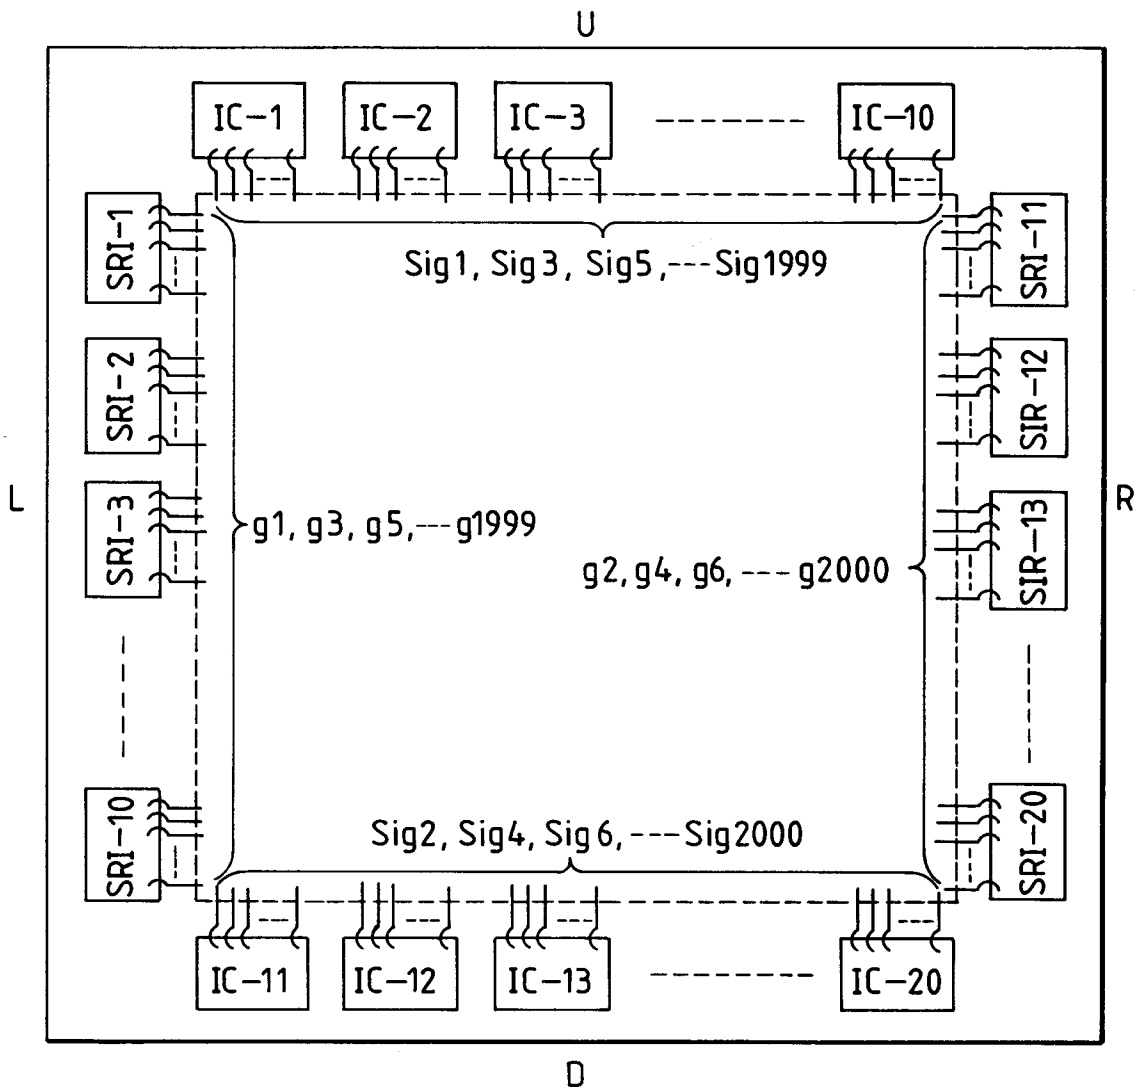 U
IC-1 IC-2 IC-3 IC-10
SRI-1
SRI-11
Sig1, Sig3, Sig5,---Sig1999
SRI-2
SIR-12
L
R
SRI-3
SIR-13
g1, g3, g5,---g1999
g2, g4, g6, ---g2000
SRI-10
SRI-20
Sig2, Sig4, Sig6, ---Sig2000
IC-11 IC-12 IC-13 IC-20
D